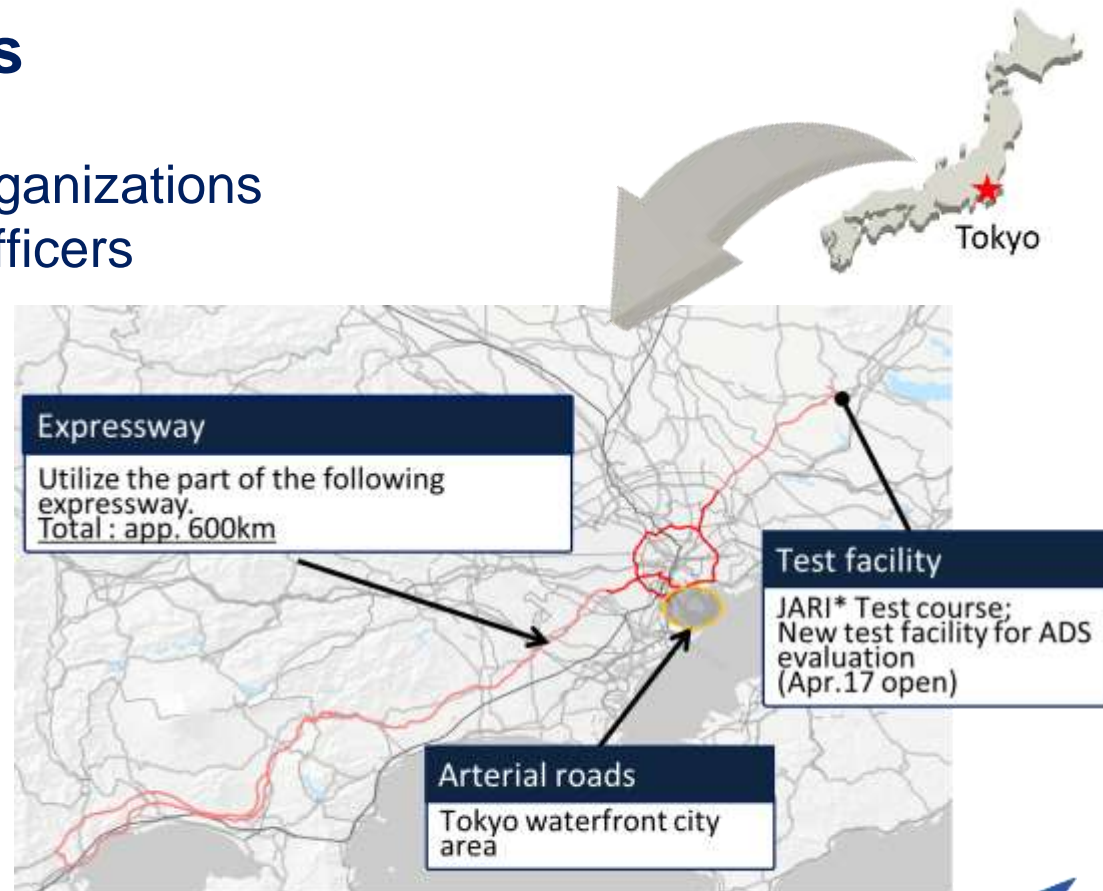 s
ganizations
fficers
Tokyo
Expressway
Utilize the part of the following
expressway.
Total : app. 600km
Test facility
JARI* Test course;
New test facility for ADS
evaluation
(Apr.17 open)
Arterial roads
Tokyo waterfront city
area